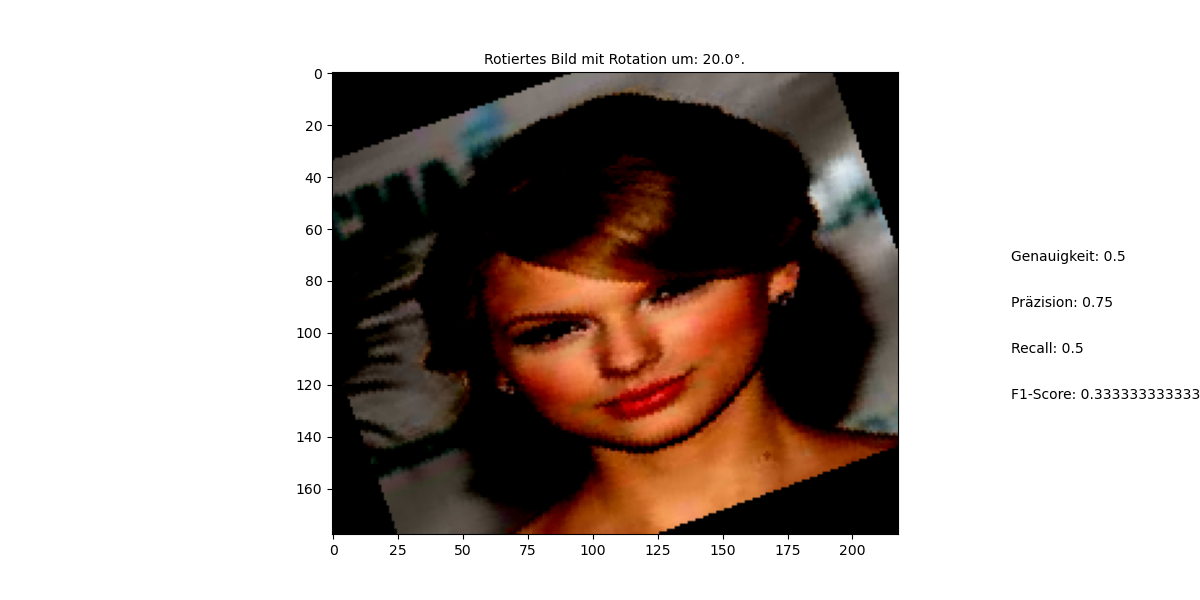 Rotiertes Bild mit Rotation um: 20.0°.
0
20
40
60
80
100
120
140
160
0 25 50 75 100 125 150 175 200
Genauigkeit: 0.5
Präzision: 0.75
Recall: 0.5
F1-Score: 0.333333333333